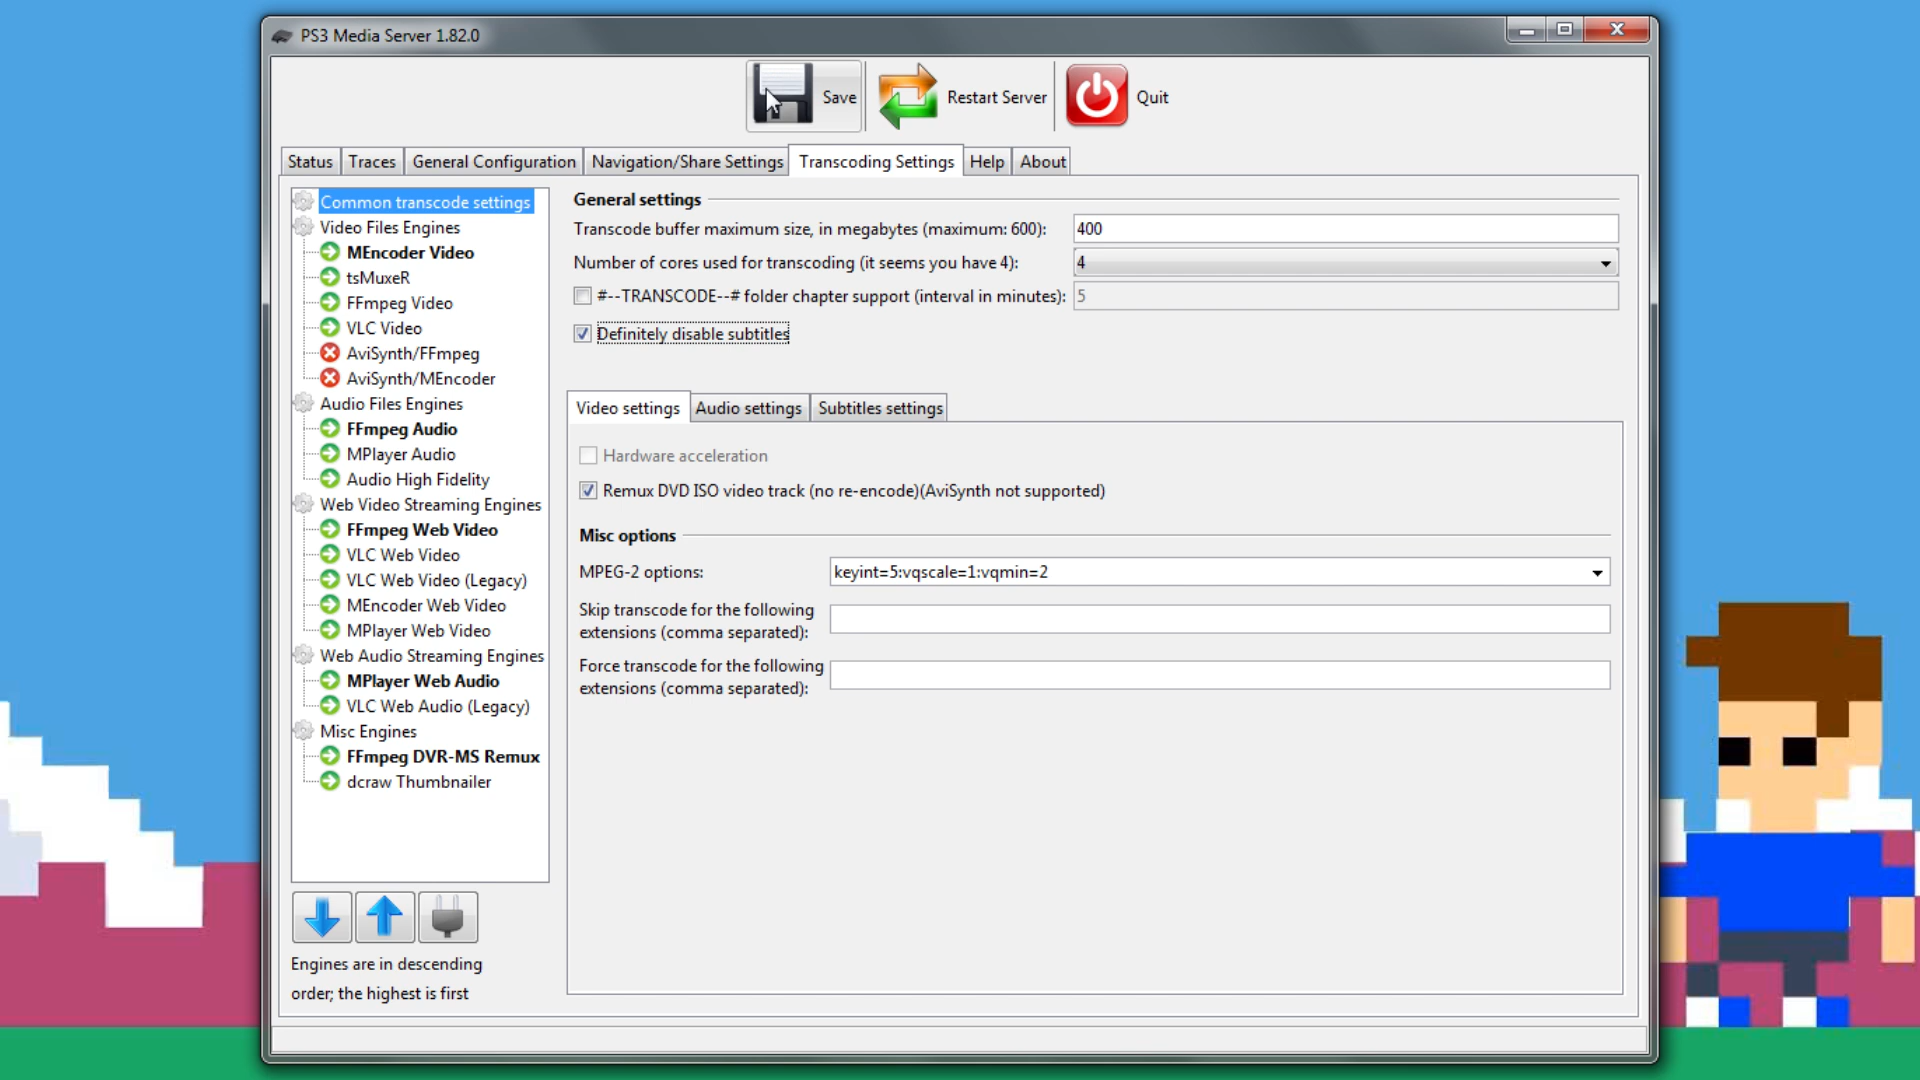 PS3 Media Server 1.82.0
Save
Restart Server
Quit
Status
Traces
General Configuration
Navigation/Share Settings
Transcoding Settings
Help
About
Common transcode settings
Video Files Engines
MEncoder Video
tsMuxeR
FFmpeg Video
VLC Video
AviSynth/FFmpeg
AviSynth/MEncoder
Audio Files Engines
FFmpeg Audio
MPlayer Audio
Audio High Fidelity
Web Video Streaming Engines
FFmpeg Web Video
VLC Web Video
VLC Web Video (Legacy)
MEncoder Web Video
MPlayer Web Video
Web Audio Streaming Engines
MPlayer Web Audio
VLC Web Audio (Legacy)
Misc Engines
FFmpeg DVR-MS Remux
dcraw Thumbnailer
Engines are in descending
order; the highest is first
General settings
Transcode buffer maximum size, in megabytes (maximum: 600):
400
Number of cores used for transcoding (it seems you have 4):
4
#--TRANSCODE--# folder chapter support (interval in minutes):
5
Definitely disable subtitles
Video settings
Audio settings
Subtitles settings
Hardware acceleration
Remux DVD ISO video track (no re-encode)(AviSynth not supported)
Misc options
MPEG-2 options:
keyint=5:vqscale=1:vqmin=2
Skip transcode for the following
extensions (comma separated):
Force transcode for the following
extensions (comma separated):